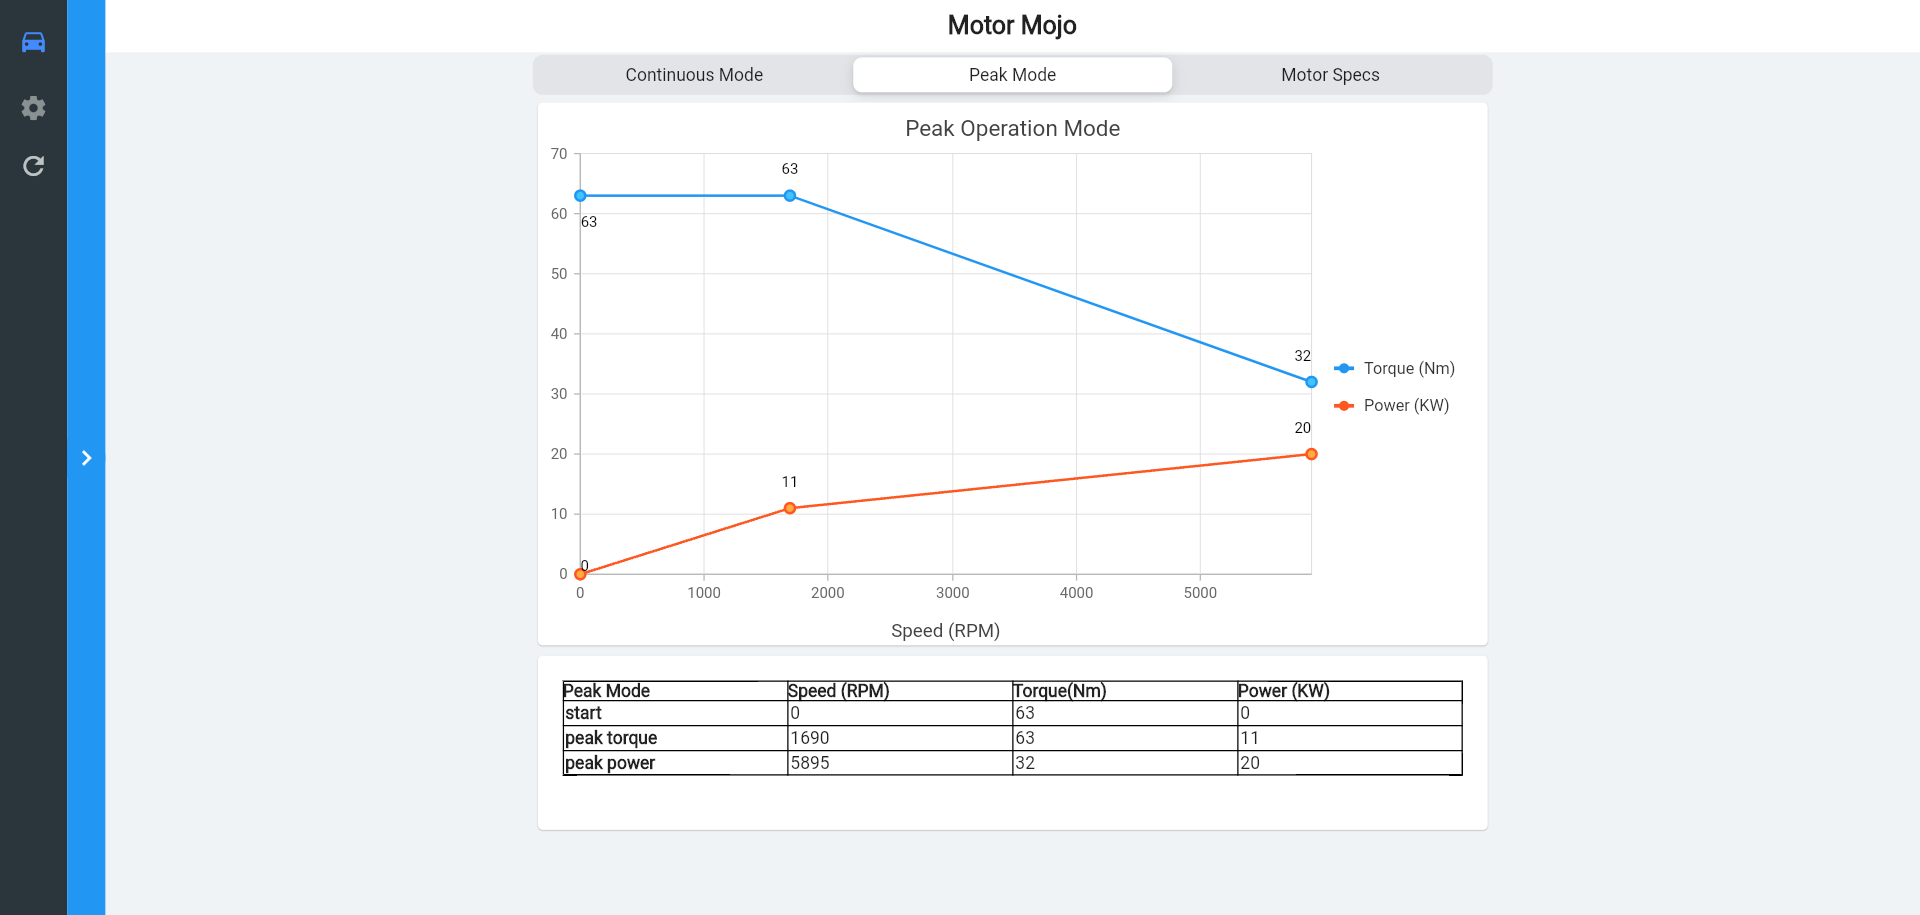 Motor Mojo
Continuous Mode Peak Mode Motor Specs
Peak Operation Mode
70
63
60
63
50
40
32
30
Torque (Nm)
Power (KW)
20
20
11
10
0
0
0 1000 2000 3000 4000 5000
Speed (RPM)
Peak Mode Speed (RPM) Torque(Nm) Power (KW)
start 0 63 0
peak torque 1690 63 11
peak power 5895 32 20